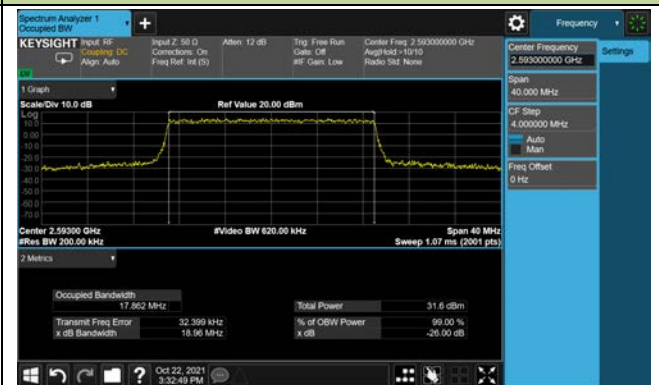 Spectrum Analyzer 1
Occupied BW
Frequency
KEYSIGHT
Input: RF
Coupling: DC
Align: Auto
Input Z: 50 Ω
Corrections: On
Freq Ref: Int (S)
Atten: 12 dB
Trig: Free Run
Gate: Off
#IF Gain: Low
Center Freq: 2.593000000 GHz
Avg|Hold:>10/10
Radio Std: None
Center Frequency
2.593000000 GHz
Settings
Span
40.000 MHz
CF Step
4.000000 MHz
Auto
Man
Freq Offset
0 Hz
1 Graph
Scale/Div 10.0 dB
Ref Value 20.00 dBm
Log
10.0
0.00
-10.0
-20.0
-30.0
-40.0
-50.0
-60.0
-70.0
Center 2.59300 GHz
#Video BW 620.00 kHz
Span 40 MHz
#Res BW 200.00 kHz
Sweep 1.07 ms (2001 pts)
2 Metrics
Occupied Bandwidth
17.862 MHz
Total Power
31.6 dBm
Transmit Freq Error
32.399 kHz
% of OBW Power
99.00 %
x dB Bandwidth
18.96 MHz
x dB
-26.00 dB
?
Oct 22, 2021
3:32:49 PM